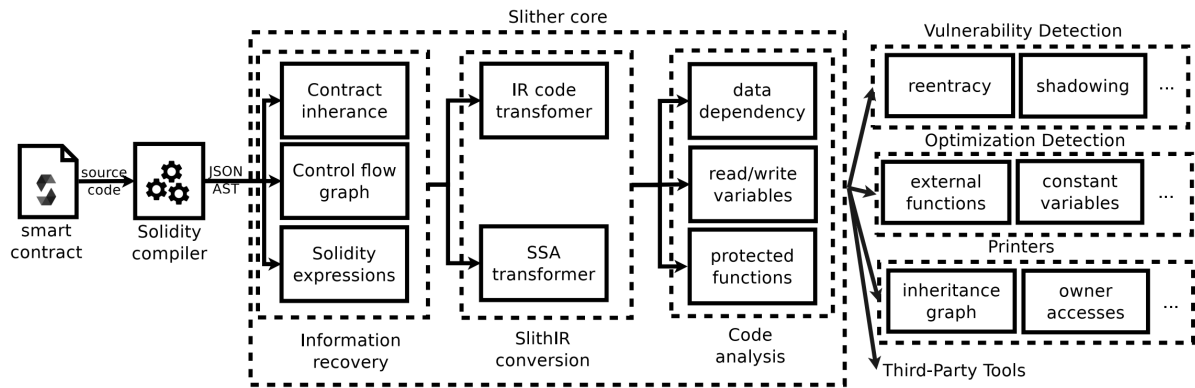 Slither core
smart
contract
source
code
Solidity
compiler
JSON
AST
Contract
inherance
Control flow
graph
Solidity
expressions
Information
recovery
IR code
transfomer
SSA
transformer
SlithIR
conversion
data
dependency
read/write
variables
protected
functions
Code
analysis
Vulnerability Detection
reentracy
shadowing
...
Optimization Detection
external
functions
constant
variables
...
Printers
inheritance
graph
owner
accesses
...
Third-Party Tools